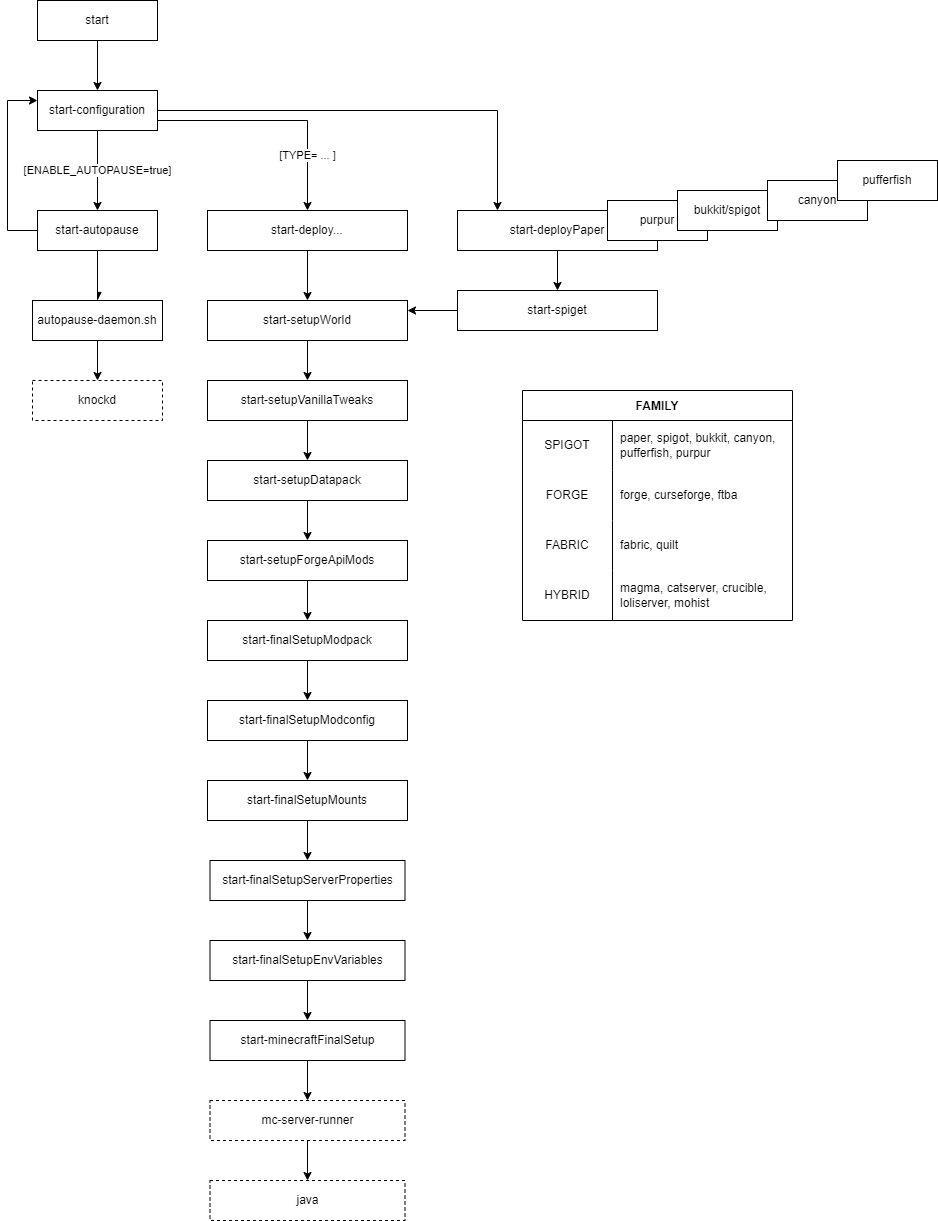 start
start-configuration
[ENABLE_AUTOPAUSE=true]
[TYPE= ... ]
start-autopause
start-deploy...
start-deployPaper
purpur
bukkit/spigot
canyon
pufferfish
autopause-daemon.sh
start-setupWorld
start-spiget
knockd
start-setupVanillaTweaks
start-setupDatapack
start-setupForgeApiMods
start-finalSetupModpack
start-finalSetupModconfig
start-finalSetupMounts
start-finalSetupServerProperties
start-finalSetupEnvVariables
start-minecraftFinalSetup
mc-server-runner
java
FAMILY
SPIGOT
paper, spigot, bukkit, canyon,
pufferfish, purpur
FORGE
forge, curseforge, ftba
FABRIC
fabric, quilt
HYBRID
magma, catserver, crucible,
loliserver, mohist